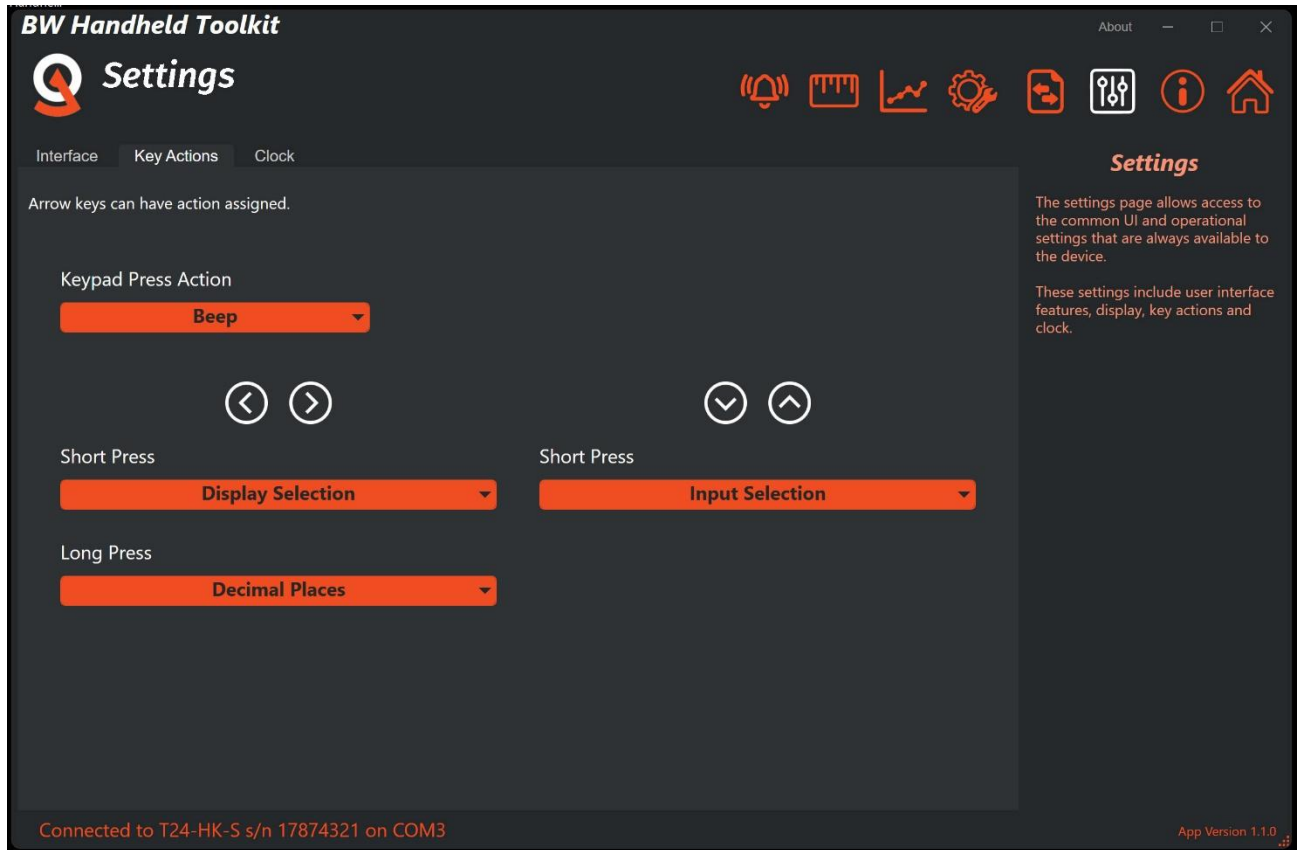 BW Handheld Toolkit
About
Settings
Interface Key Actions Clock
Settings
Arrow keys can have action assigned.
The settings page allows access to
the common UI and operational
settings that are always available to
the device.
These settings include user interface
features, display, key actions and
clock.
Keypad Press Action
Beep
Short Press
Display Selection
Long Press
Decimal Places
Short Press
Input Selection
Connected to T24-HK-S s/n 17874321 on COM3
App Version 1.1.0